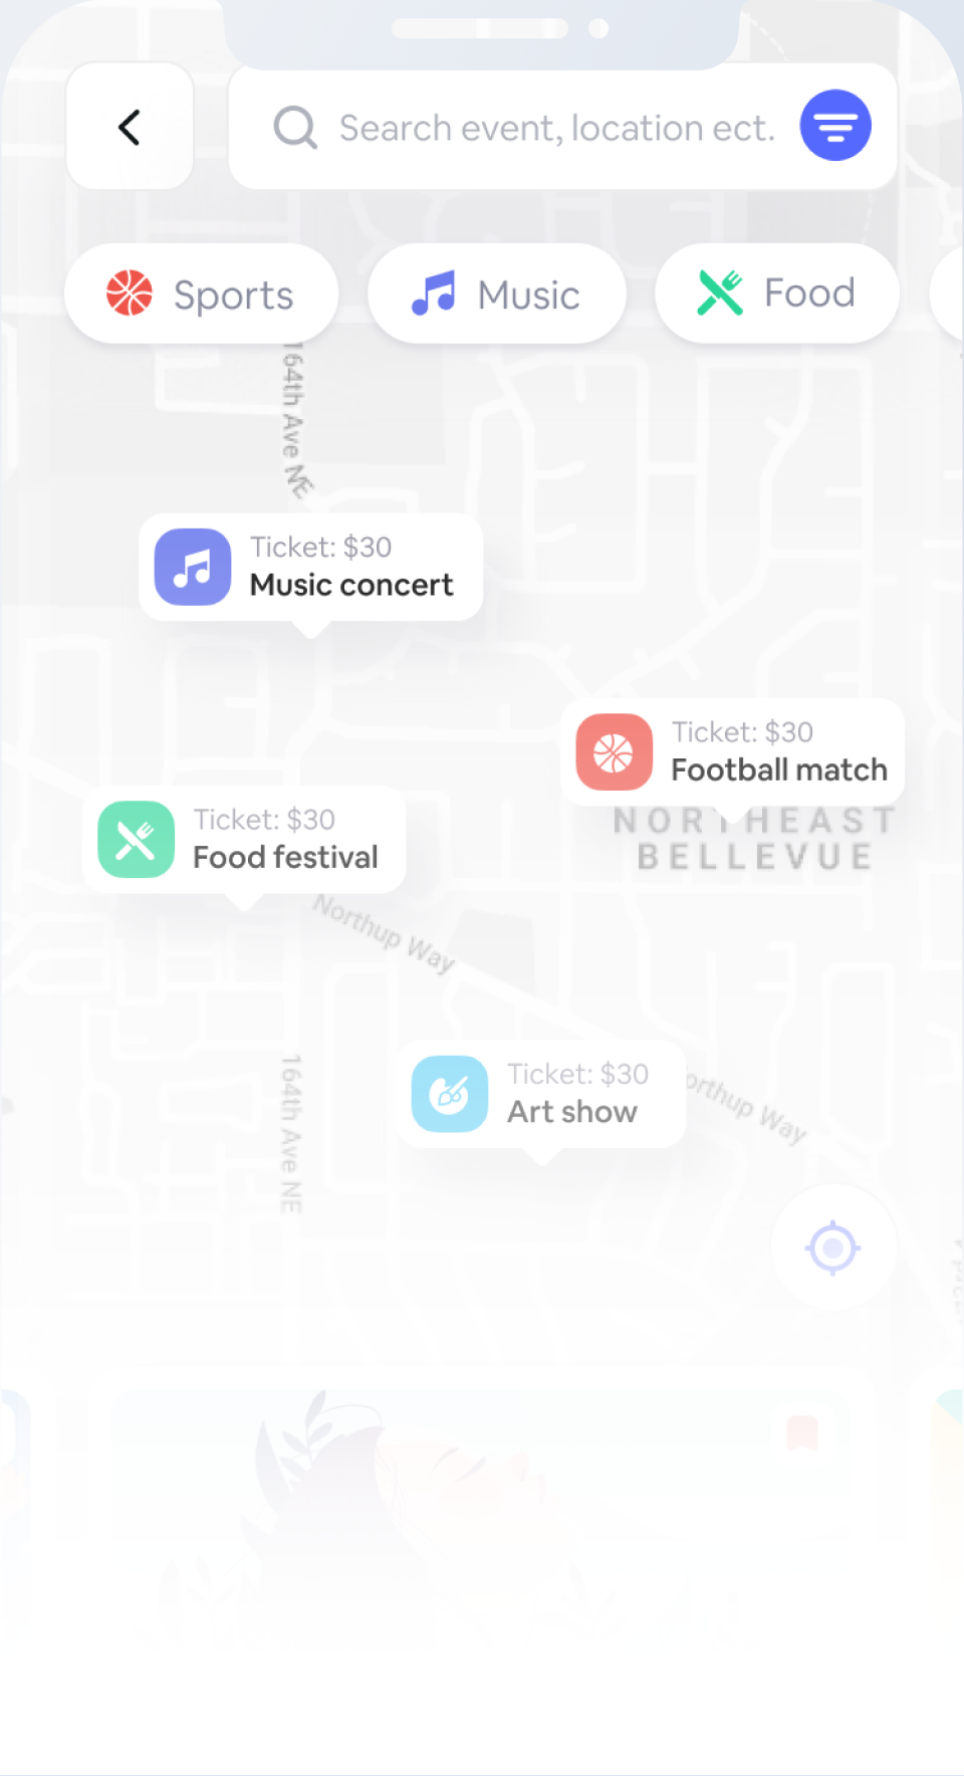 Search event, location ect.
Sports
Music
Food
164th Ave NE
Ticket: $30
Music concert
Ticket: $30
Football match
NORTHEAST
BELLEVUE
Ticket: $30
Food festival
Northup Way
Ticket: $30
Art show
orthup Way
164th Ave NE